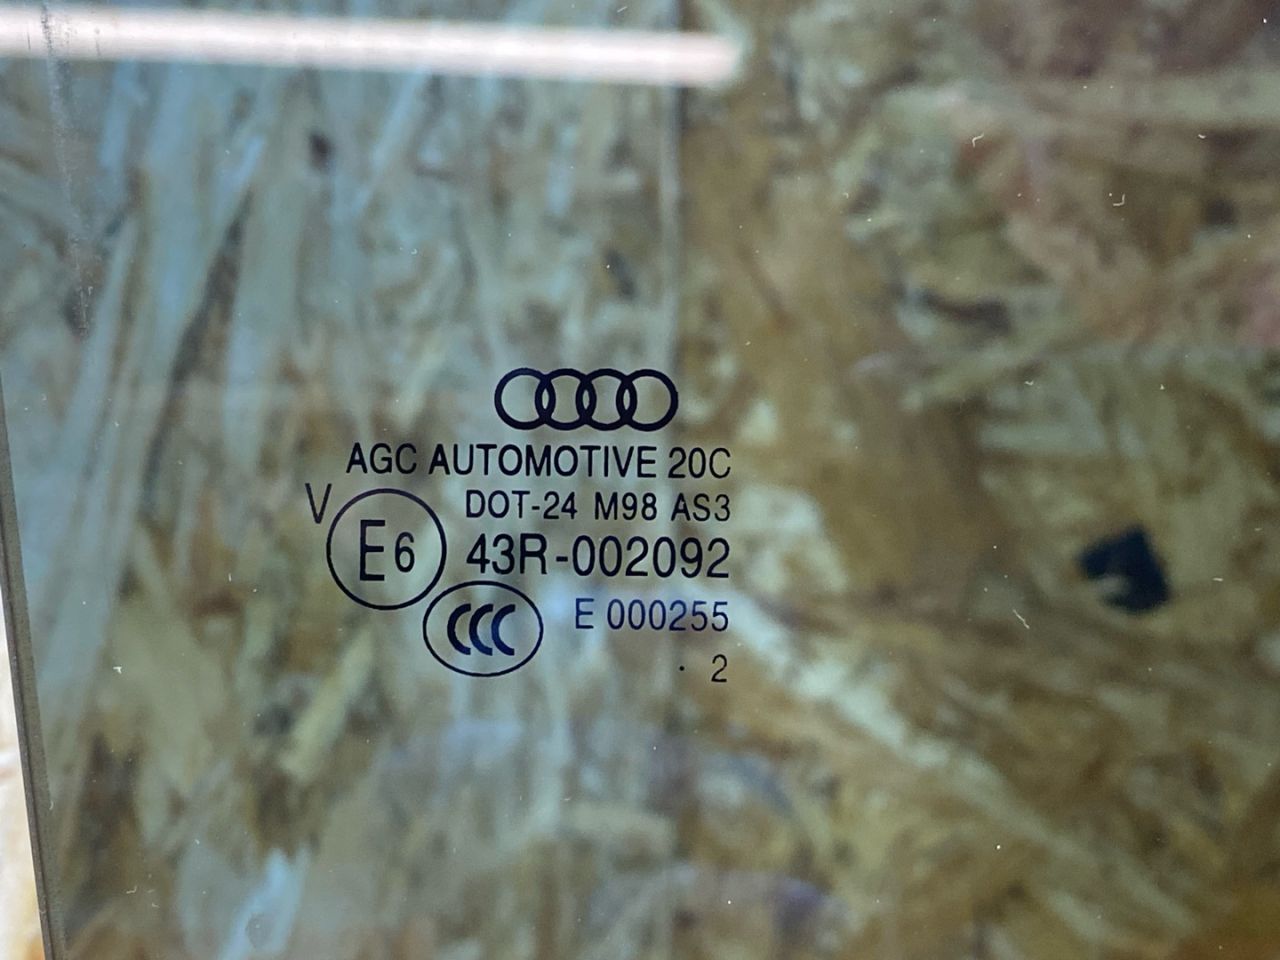 AGC AUTOMOTIVE 20C
V
DOT-24 M98 AS3
E6
43R-002092
CCC
E 000255
· 2